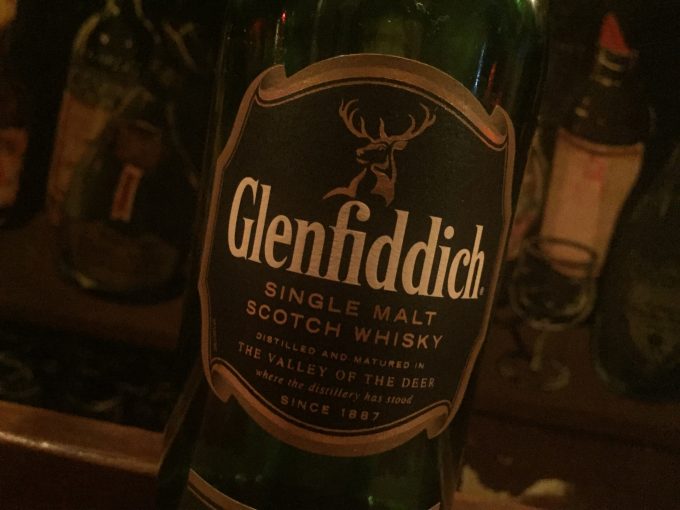 Glenfiddich®
SINGLE MALT
SCOTCH WHISKY
DISTILLED AND MATURED IN
THE VALLEY OF THE DEER
where the distillery has stood
SINCE 1887